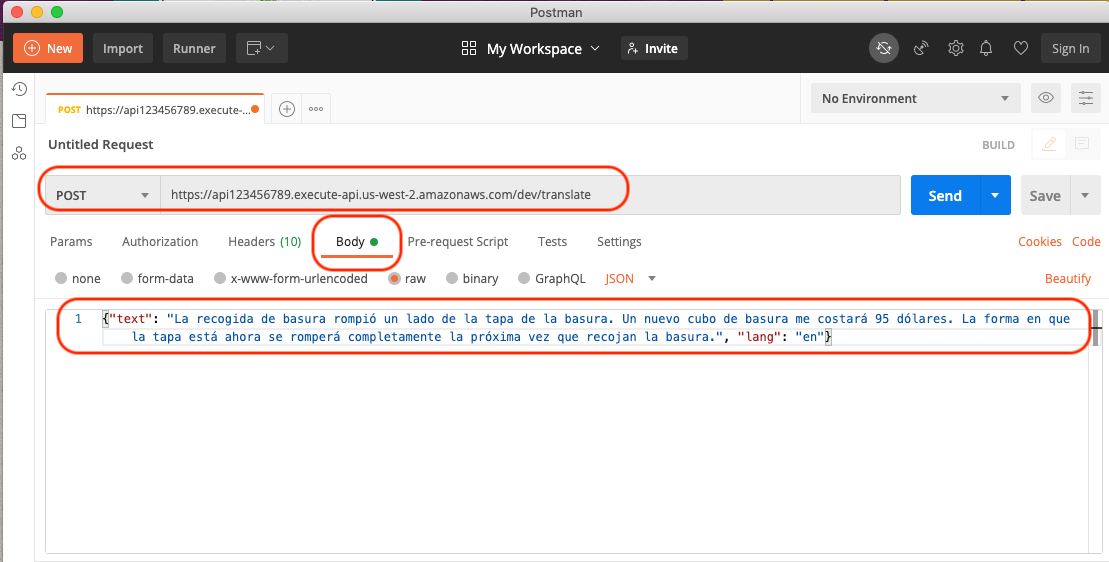 Postman
New Import Runner My Workspace Invite Sign In
POST https://api123456789.execute-... No Environment
Untitled Request BUILD
POST https://api123456789.execute-api.us-west-2.amazonaws.com/dev/translate Send Save
Params Authorization Headers (10) Body Pre-request Script Tests Settings Cookies Code
none form-data x-www-form-urlencoded raw binary GraphQL JSON Beautify
1 {"text": "La recogida de basura rompió un lado de la tapa de la basura. Un nuevo cubo de basura me costará 95 dólares. La forma en que
la tapa está ahora se romperá completamente la próxima vez que recojan la basura.", "lang": "en"}